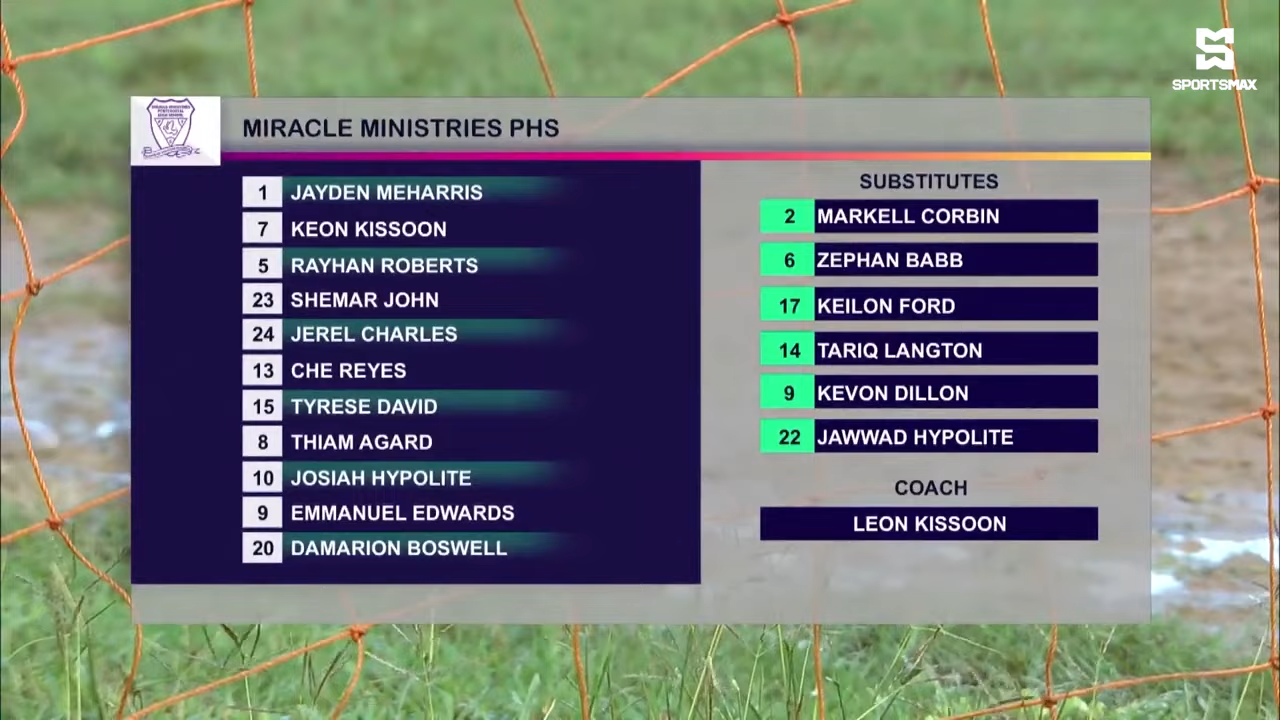 SPORTSMAX
MIRACLE MINISTRIES PHS
1 JAYDEN MEHARRIS
7 KEON KISSOON
5 RAYHAN ROBERTS
23 SHEMAR JOHN
24 JEREL CHARLES
13 CHE REYES
15 TYRESE DAVID
8 THIAM AGARD
10 JOSIAH HYPOLITE
9 EMMANUEL EDWARDS
20 DAMARION BOSWELL
SUBSTITUTES
2 MARKELL CORBIN
6 ZEPHAN BABB
17 KEILON FORD
14 TARIQ LANGTON
9 KEVON DILLON
22 JAWWAD HYPOLITE
COACH
LEON KISSOON